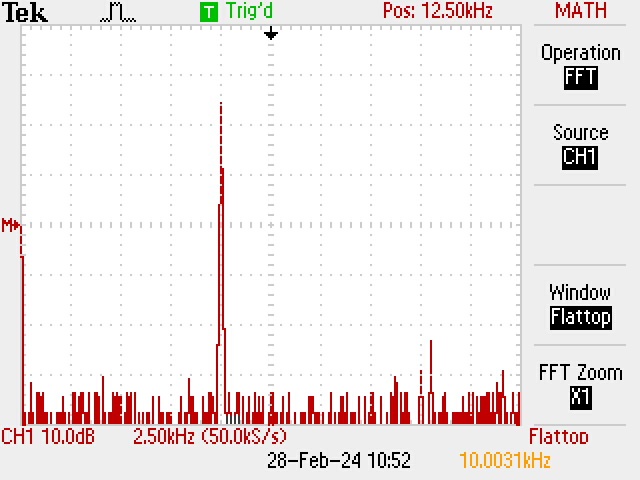 Tek T Trig'd Pos: 12.50kHz MATH
Operation
FFT
Source
CH1
M
Window
Flattop
FFT Zoom
X1
CH1 10.0dB 2.50kHz (50.0kS/s) Flattop
28-Feb-24 10:52 10.0031kHz